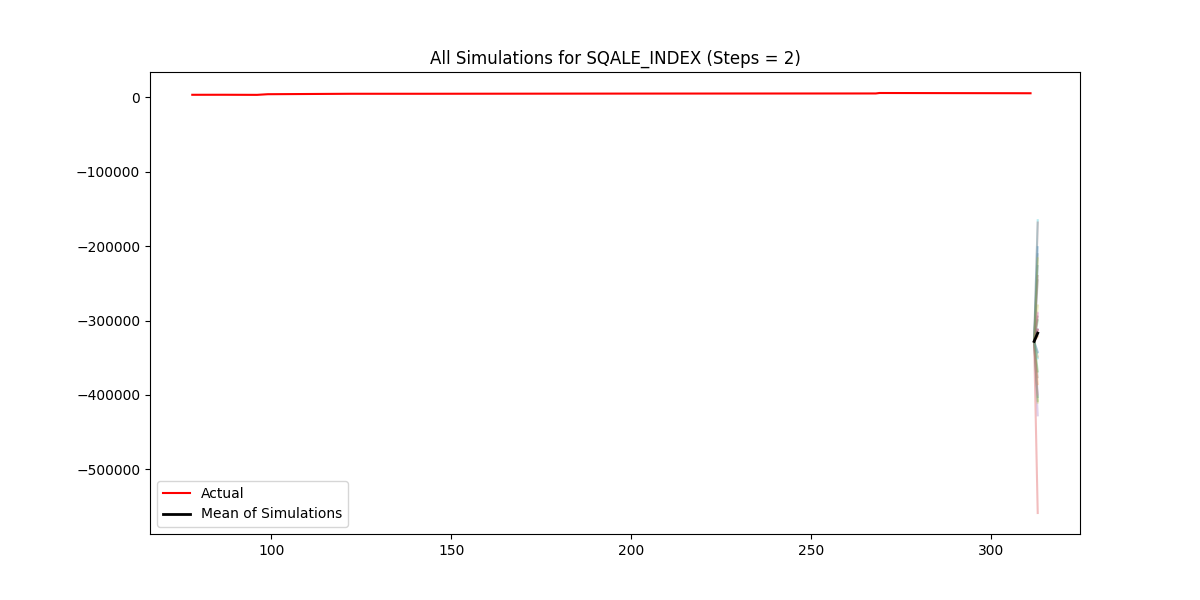 All Simulations for SQALE_INDEX (Steps = 2)
0
−100000
−200000
−300000
−400000
−500000
Actual
Mean of Simulations
100 150 200 250 300